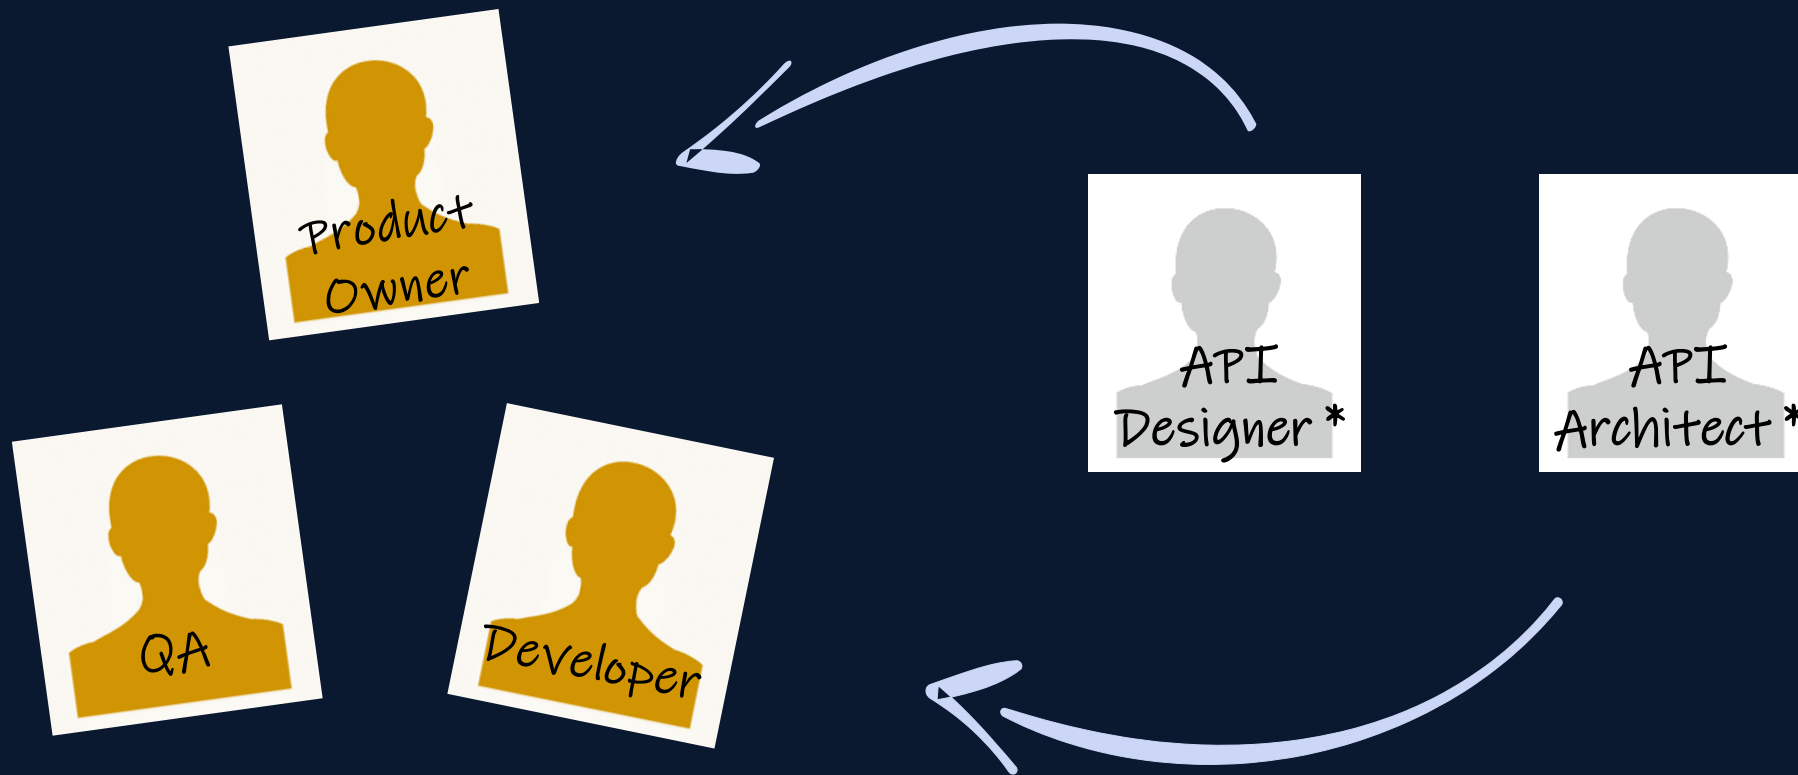 Product
Owner
API
Designer *
API
Architect *
QA
Developer